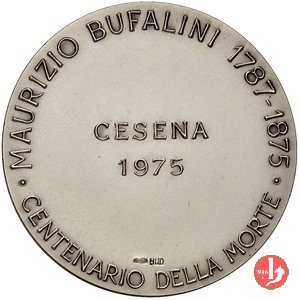 MAURIZIO BUFALINI 1787-1875
CESENA
1975
CENTENARIO DELLA MORTE